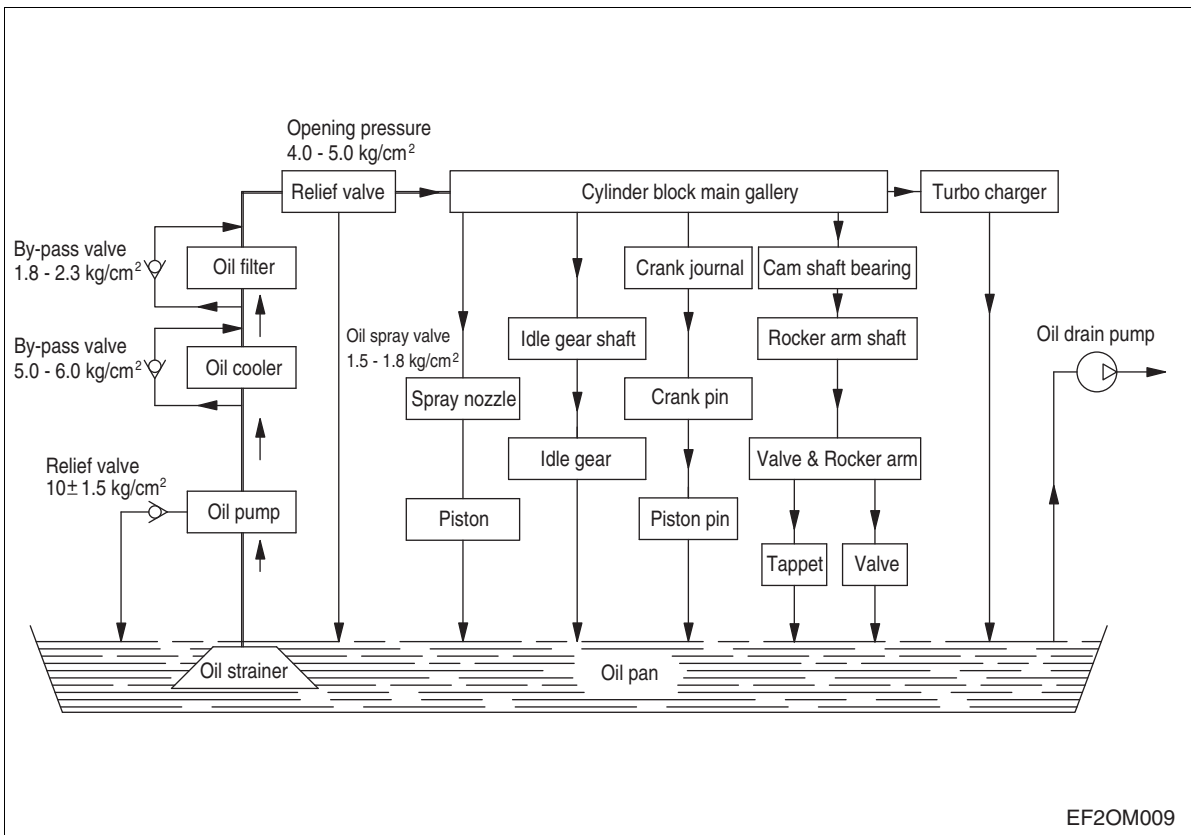 Opening pressure
4.0 - 5.0 kg/cm²
Relief valve
Cylinder block main gallery
Turbo charger
By-pass valve
1.8 - 2.3 kg/cm²
Oil filter
Crank journal
Cam shaft bearing
Oil spray valve
1.5 - 1.8 kg/cm²
Idle gear shaft
Rocker arm shaft
Oil drain pump
By-pass valve
5.0 - 6.0 kg/cm²
Oil cooler
Spray nozzle
Crank pin
Idle gear
Valve & Rocker arm
Relief valve
10± 1.5 kg/cm²
Oil pump
Piston
Piston pin
Tappet
Valve
Oil strainer
Oil pan
EF2OM009